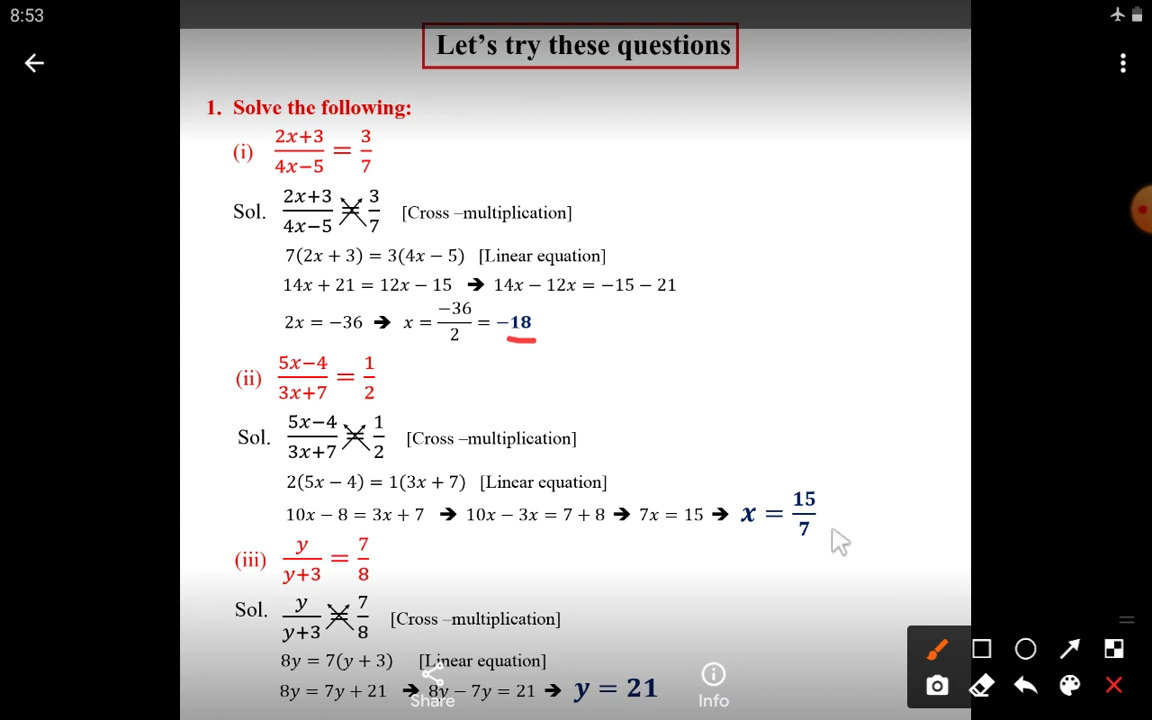 8:53
Let's try these questions
1. Solve the following:
(i) (2x+3)/(4x−5) = 3/7
Sol. (2x+3)/(4x−5) = 3/7 [Cross –multiplication]
7(2x + 3) = 3(4x − 5) [Linear equation]
14x + 21 = 12x − 15 ➔ 14x − 12x = −15 − 21
2x = −36 ➔ x = −36/2 = −18
(ii) (5x−4)/(3x+7) = 1/2
Sol. (5x−4)/(3x+7) = 1/2 [Cross –multiplication]
2(5x − 4) = 1(3x + 7) [Linear equation]
10x − 8 = 3x + 7 ➔ 10x − 3x = 7 + 8 ➔ 7x = 15 ➔ x = 15/7
(iii) y/(y+3) = 7/8
Sol. y/(y+3) = 7/8 [Cross –multiplication]
8y = 7(y + 3) [Linear equation]
8y = 7y + 21 ➔ 8y − 7y = 21 ➔ y = 21
Share Info